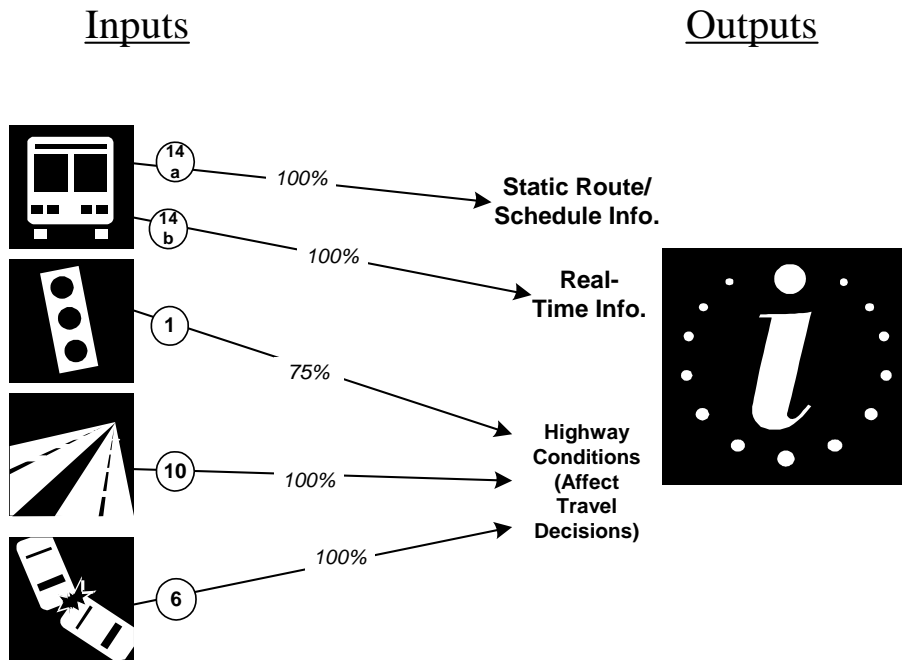 Inputs
Outputs
14
a
100%
Static Route/
Schedule Info.
14
b
100%
Real-
Time Info.
1
75%
Highway
Conditions
(Affect
Travel
Decisions)
10
100%
6
100%
i